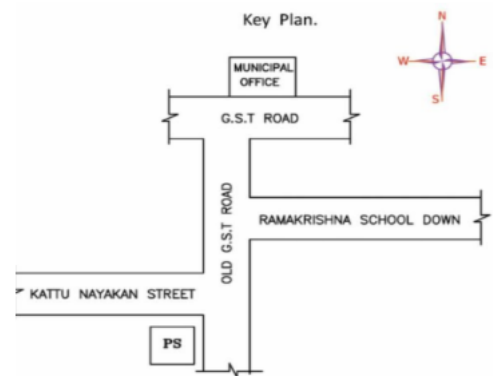 Key Plan.
N
W
E
S
MUNICIPAL
OFFICE
G.S.T ROAD
OLD G.S.T ROAD
RAMAKRISHNA SCHOOL DOWN
KATTU NAYAKAN STREET
PS